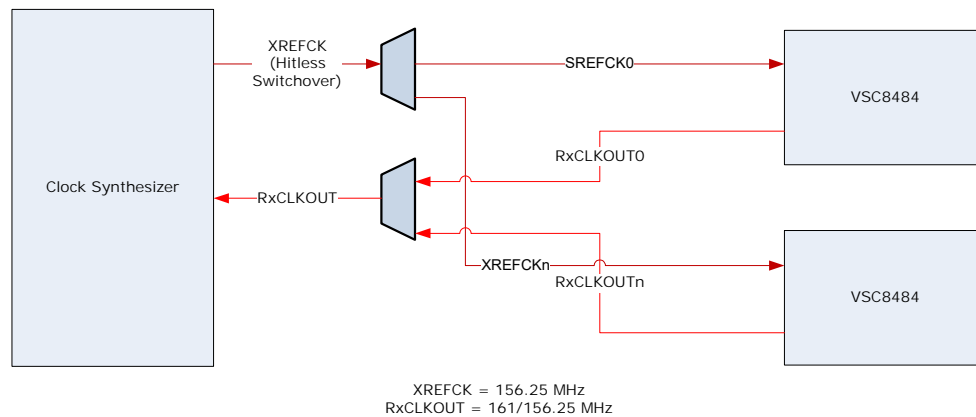 XREFCK
(Hitless
Switchover)
SREFCK0
VSC8484
RxCLKOUT0
Clock Synthesizer
RxCLKOUT
XREFCKn
RxCLKOUTn
VSC8484
XREFCK = 156.25 MHz
RxCLKOUT = 161/156.25 MHz